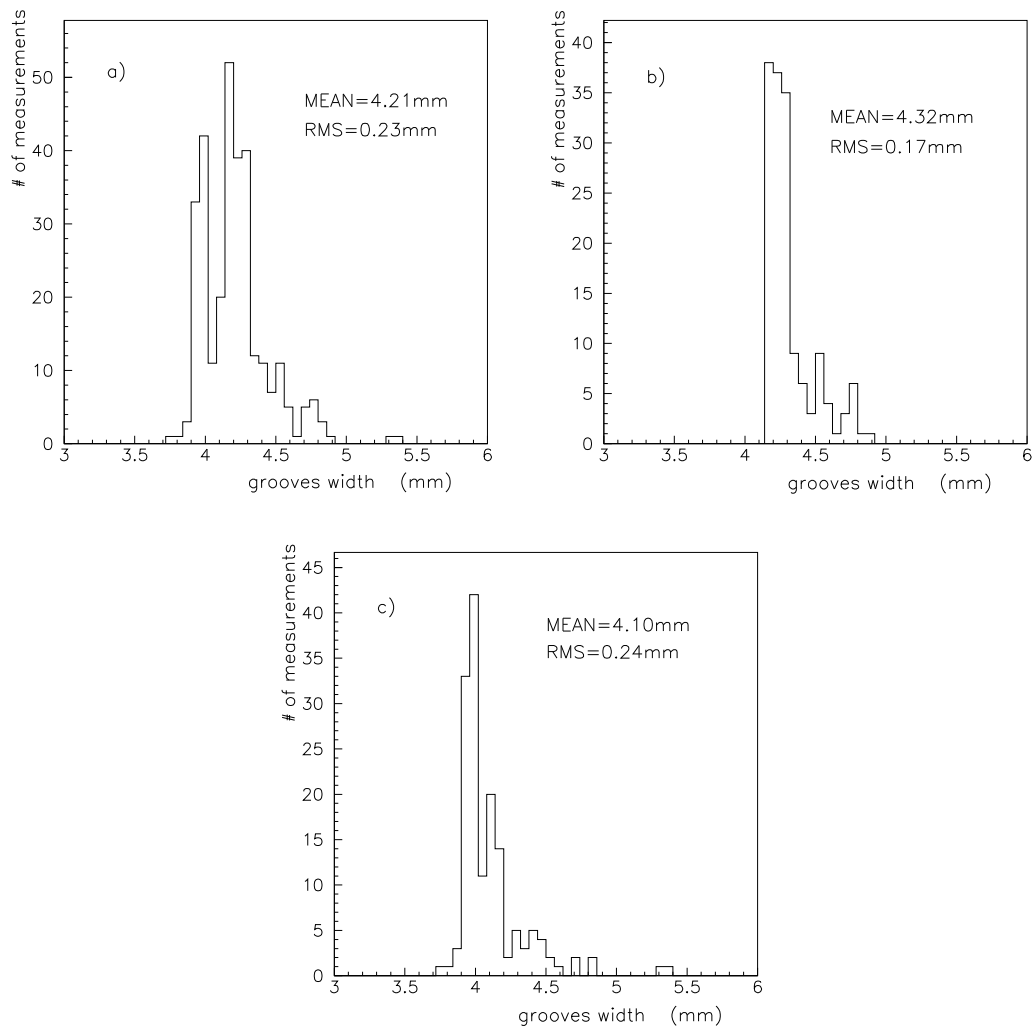 # of measurements
50
40
30
20
10
0
a)
MEAN=4.21mm
RMS=0.23mm
3 3.5 4 4.5 5 5.5 6
grooves width (mm)
# of measurements
40
35
30
25
20
15
10
5
0
b)
MEAN=4.32mm
RMS=0.17mm
3 3.5 4 4.5 5 5.5 6
grooves width (mm)
# of measurements
45
40
35
30
25
20
15
10
5
0
c)
MEAN=4.10mm
RMS=0.24mm
3 3.5 4 4.5 5 5.5 6
grooves width (mm)